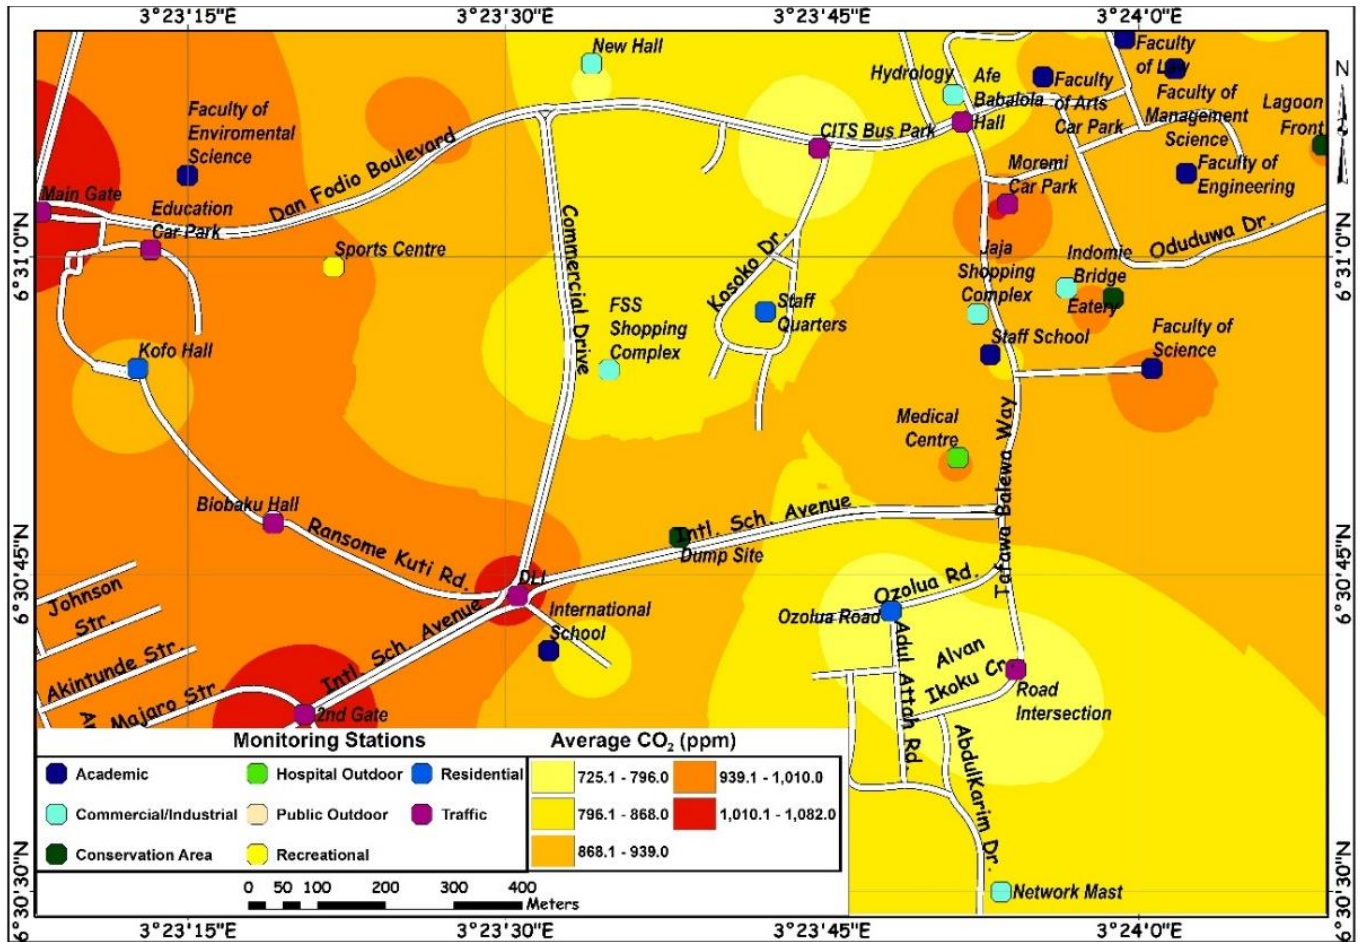 3°23'15"E
3°23'30"E
3°23'45"E
3°24'0"E
New Hall
Faculty
of Law
Hydrology
Afe
Babalola
Hall
Faculty
of Arts
Car Park
Faculty of
Management
Science
Lagoon
Front
N
Faculty of
Enviromental
Science
CITS Bus Park
Dan Fodio Boulevard
Moremi
Car Park
Faculty of
Engineering
Main Gate
Education
Car Park
Commercial Drive
Kosoko Dr.
Oduduwa Dr.
6°31'0"N
6°31'0"N
Sports Centre
Jaja
Shopping
Complex
Indomie
Bridge
Eatery
FSS
Shopping
Complex
Staff
Quarters
Staff School
Faculty of
Science
Kofo Hall
Medical
Centre
Tafawa Balewa Way
Biobaku Hall
Ransome Kuti Rd.
Intl. Sch. Avenue
Dump Site
6°30'45"N
6°30'45"N
DLI
Johnson
Str.
Ozolua Rd.
Ozolua Road
International
School
Intl. Sch. Avenue
Akintunde Str.
Majaro Str.
Adul Attah Rd.
Alvan
Ikoku Cr.
Road
Intersection
2nd Gate
AbdulKarim Dr.
Monitoring Stations
Academic
Hospital Outdoor
Residential
Commercial/Industrial
Public Outdoor
Traffic
Conservation Area
Recreational
Average CO₂ (ppm)
725.1 - 796.0
939.1 - 1,010.0
796.1 - 868.0
1,010.1 - 1,082.0
868.1 - 939.0
0 50 100 200 300 400
Meters
Network Mast
6°30'30"N
6°30'30"N
3°23'15"E
3°23'30"E
3°23'45"E
3°24'0"E